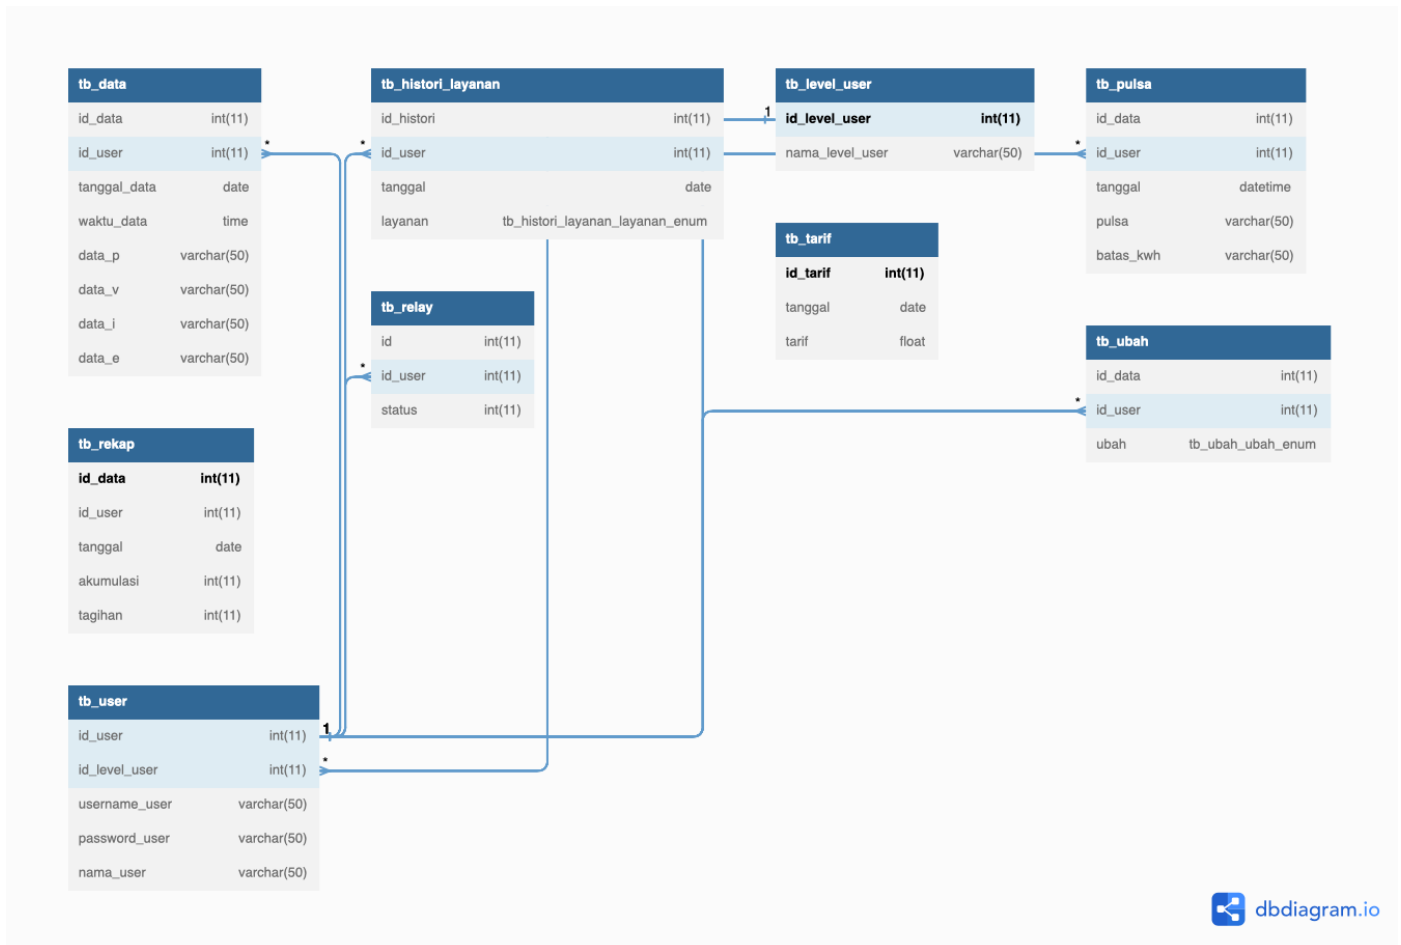 tb_data
id_data int(11)
id_user int(11)
tanggal_data date
waktu_data time
data_p varchar(50)
data_v varchar(50)
data_i varchar(50)
data_e varchar(50)
*
tb_histori_layanan
id_histori int(11)
id_user int(11)
tanggal date
layanan tb_histori_layanan_layanan_enum
*
1
tb_level_user
id_level_user int(11)
nama_level_user varchar(50)
*
tb_pulsa
id_data int(11)
id_user int(11)
tanggal datetime
pulsa varchar(50)
batas_kwh varchar(50)
tb_tarif
id_tarif int(11)
tanggal date
tarif float
tb_relay
id int(11)
id_user int(11)
status int(11)
*
tb_ubah
id_data int(11)
id_user int(11)
ubah tb_ubah_ubah_enum
*
tb_rekap
id_data int(11)
id_user int(11)
tanggal date
akumulasi int(11)
tagihan int(11)
tb_user
id_user int(11)
id_level_user int(11)
username_user varchar(50)
password_user varchar(50)
nama_user varchar(50)
1
*
dbdiagram.io